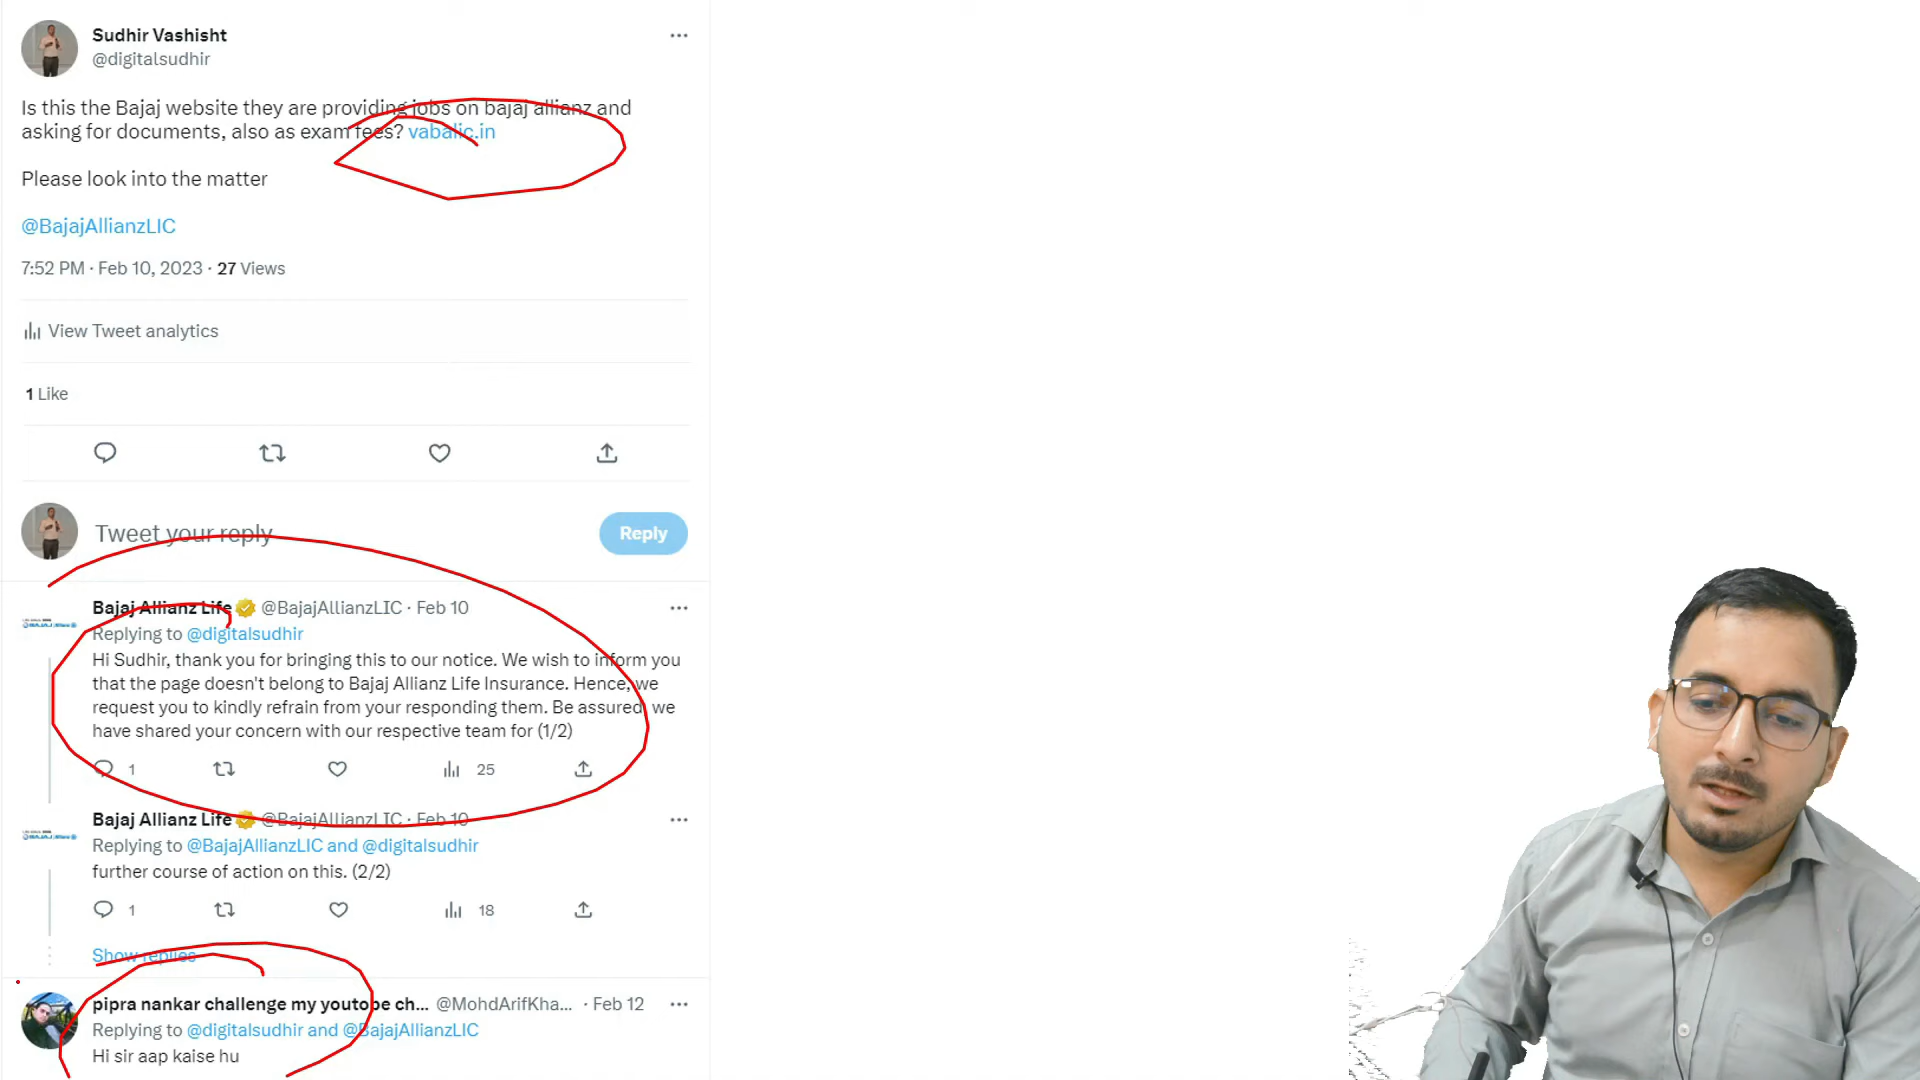 Sudhir Vashisht
@digitalsudhir
Is this the Bajaj website they are providing jobs on bajaj allianz and
asking for documents, also as exam fees? vabalic.in
Please look into the matter
@BajajAllianzLIC
7:52 PM · Feb 10, 2023 · 27 Views
View Tweet analytics
1 Like
Tweet your reply
Reply
Bajaj Allianz Life @BajajAllianzLIC · Feb 10
Replying to @digitalsudhir
Hi Sudhir, thank you for bringing this to our notice. We wish to inform you
that the page doesn't belong to Bajaj Allianz Life Insurance. Hence, we
request you to kindly refrain from your responding them. Be assured, we
have shared your concern with our respective team for (1/2)
1 25
Bajaj Allianz Life @BajajAllianzLIC · Feb 10
Replying to @BajajAllianzLIC and @digitalsudhir
further course of action on this. (2/2)
1 18
Show replies
pipra nankar challenge my youtobe ch... @MohdArifKha... · Feb 12
Replying to @digitalsudhir and @BajajAllianzLIC
Hi sir aap kaise hu